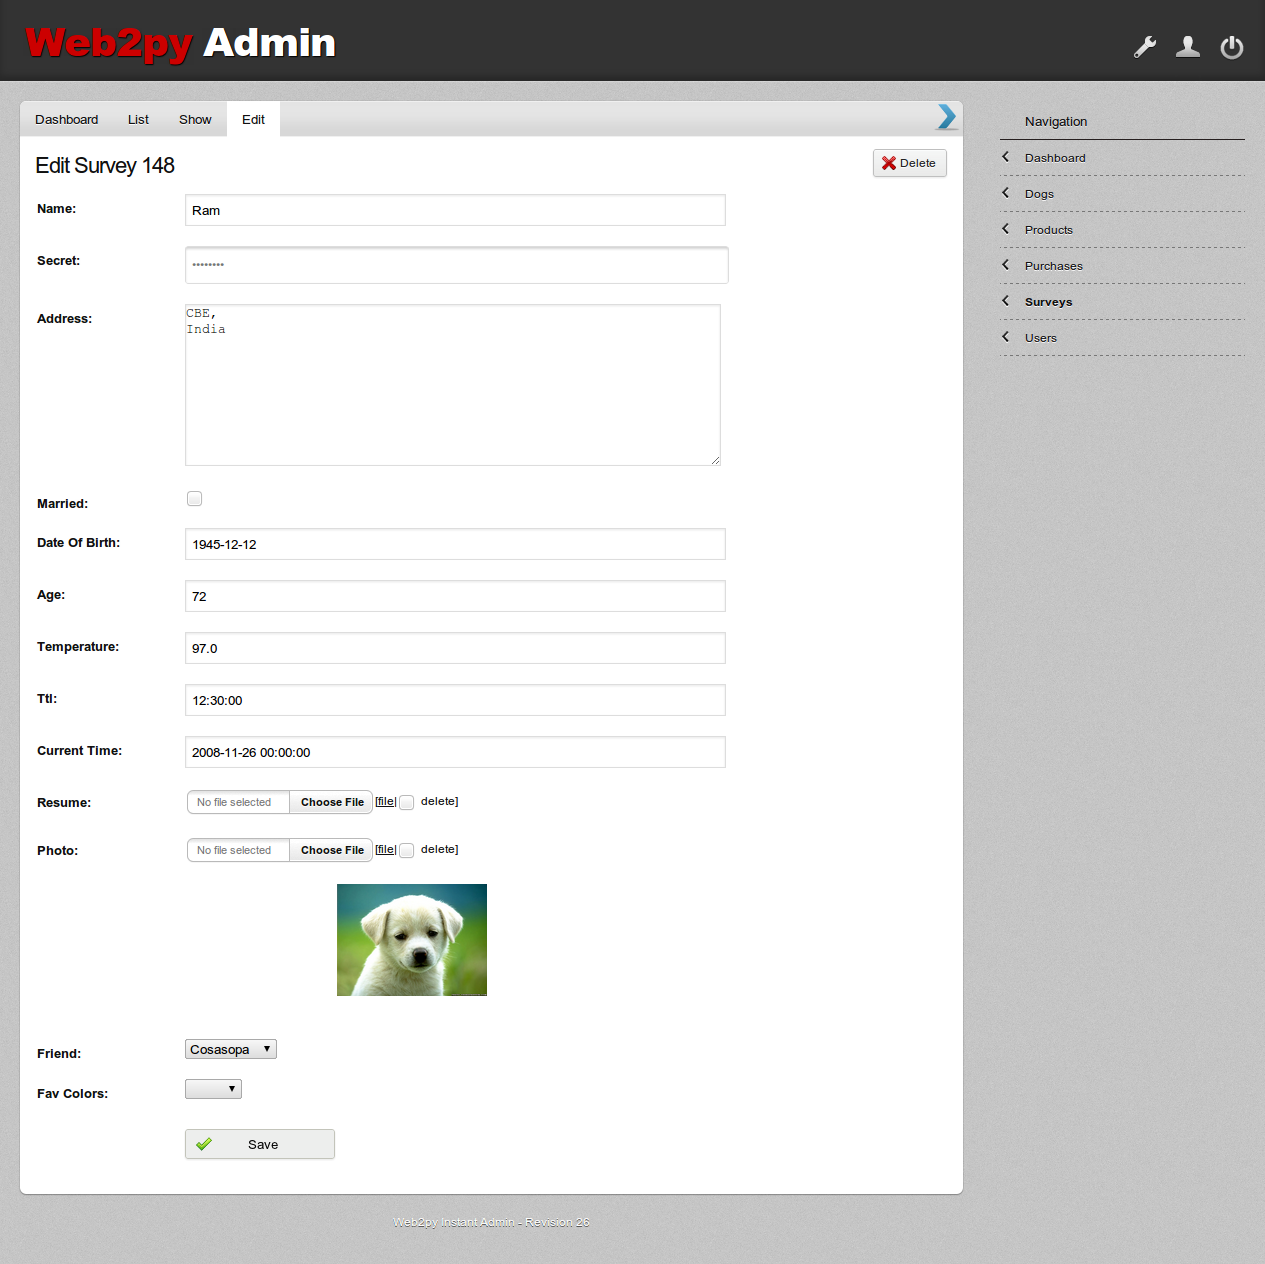 Web2py Admin
Dashboard List Show Edit
Edit Survey 148
Delete
Name: Ram
Secret: ••••••••
Address: CBE,
India
Married:
Date Of Birth: 1945-12-12
Age: 72
Temperature: 97.0
Ttl: 12:30:00
Current Time: 2008-11-26 00:00:00
Resume: No file selected Choose File [file| delete]
Photo: No file selected Choose File [file| delete]
Friend: Cosasopa
Fav Colors:
Save
Navigation
Dashboard
Dogs
Products
Purchases
Surveys
Users
Web2py Instant Admin - Revision 26